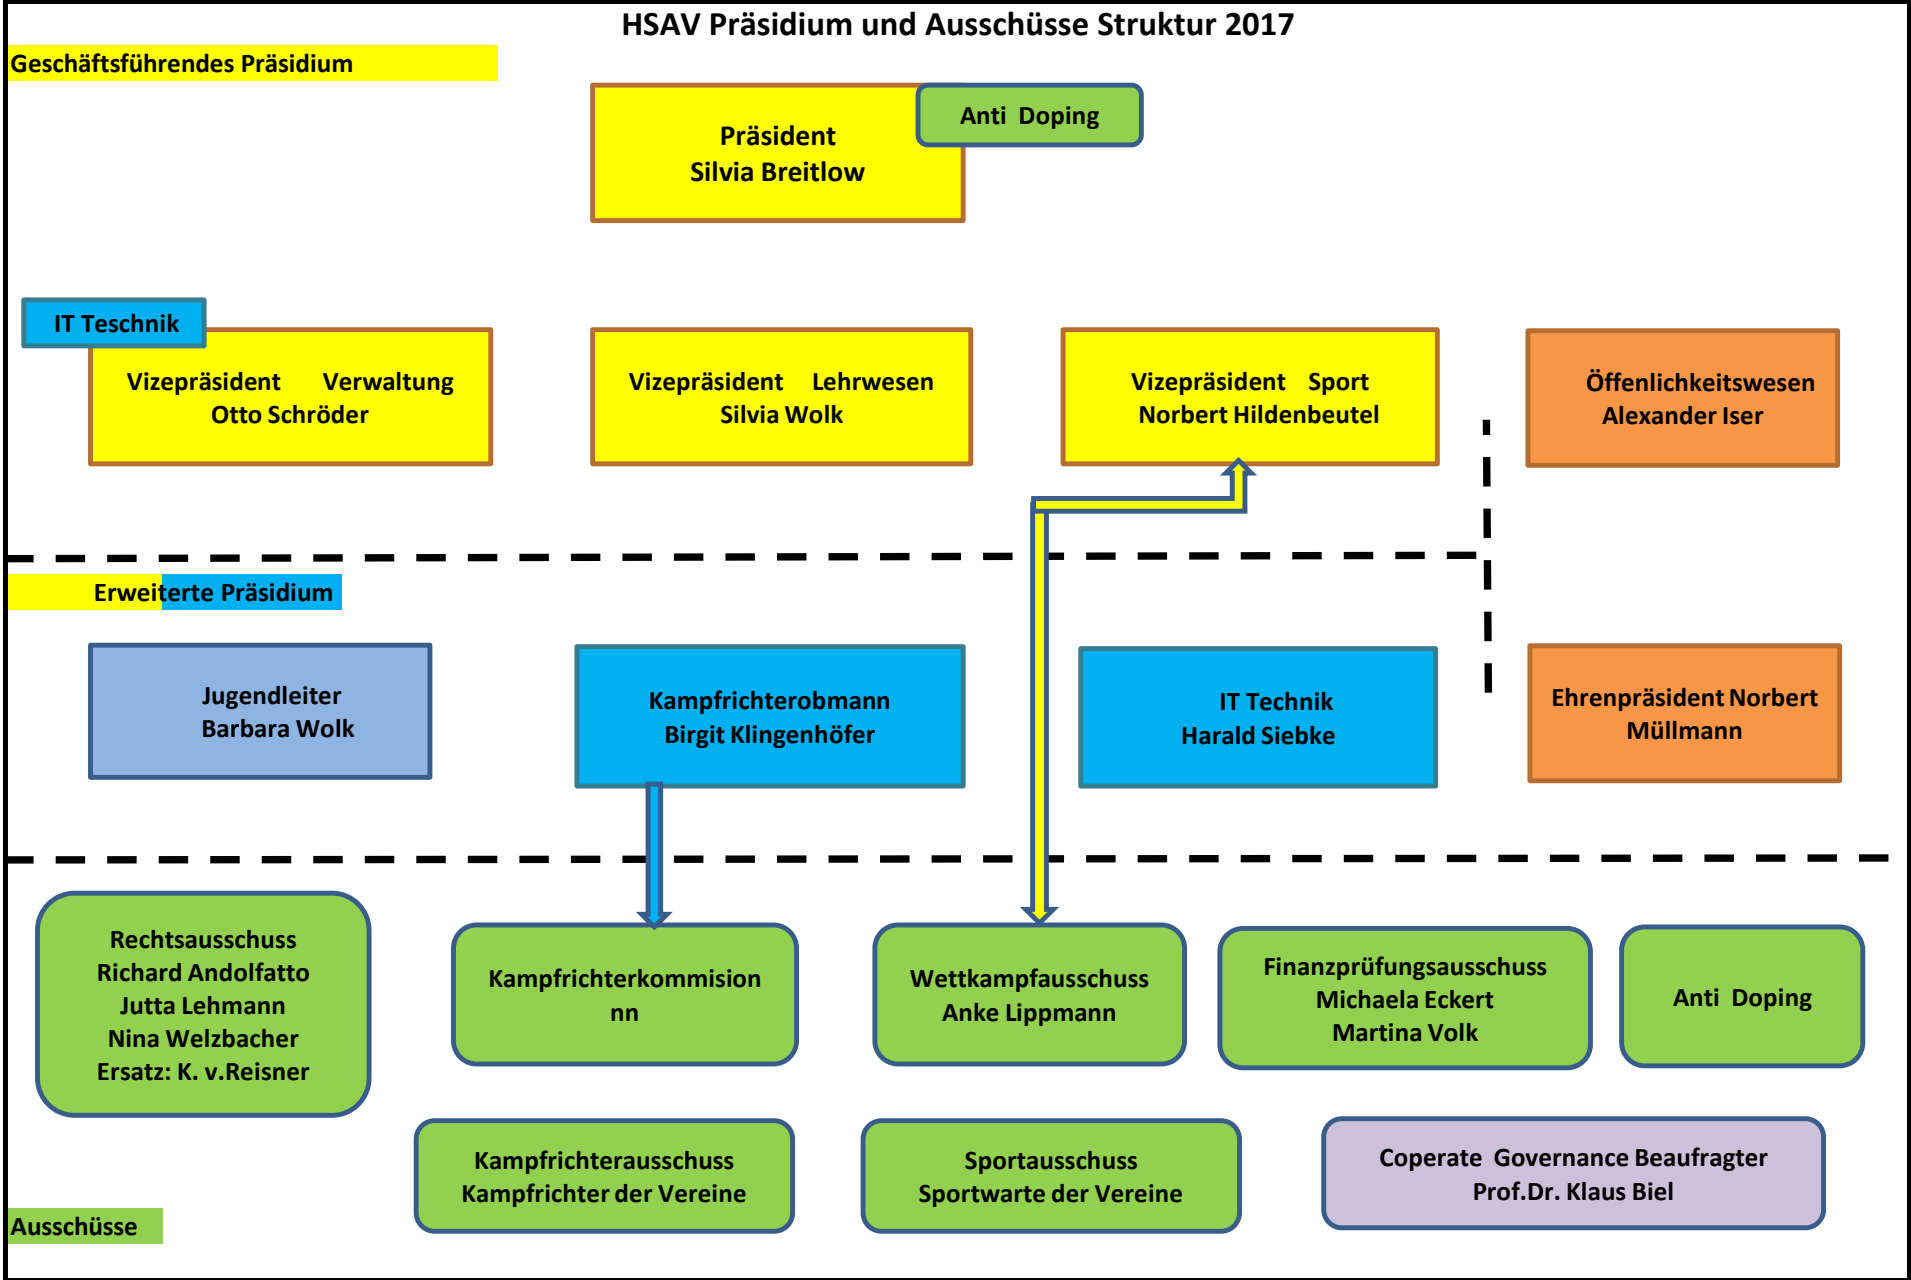 HSAV Präsidium und Ausschüsse Struktur 2017
Geschäftsführendes Präsidium
Präsident
Silvia Breitlow
Anti Doping
IT Teschnik
Vizepräsident Verwaltung
Otto Schröder
Vizepräsident Lehrwesen
Silvia Wolk
Vizepräsident Sport
Norbert Hildenbeutel
Öffenlichkeitswesen
Alexander Iser
Erweiterte Präsidium
Jugendleiter
Barbara Wolk
Kampfrichterobmann
Birgit Klingenhöfer
IT Technik
Harald Siebke
Ehrenpräsident Norbert
Müllmann
Rechtsausschuss
Richard Andolfatto
Jutta Lehmann
Nina Welzbacher
Ersatz: K. v.Reisner
Kampfrichterkommision
nn
Wettkampfausschuss
Anke Lippmann
Finanzprüfungsausschuss
Michaela Eckert
Martina Volk
Anti Doping
Kampfrichterausschuss
Kampfrichter der Vereine
Sportausschuss
Sportwarte der Vereine
Coperate Governance Beaufragter
Prof.Dr. Klaus Biel
Ausschüsse